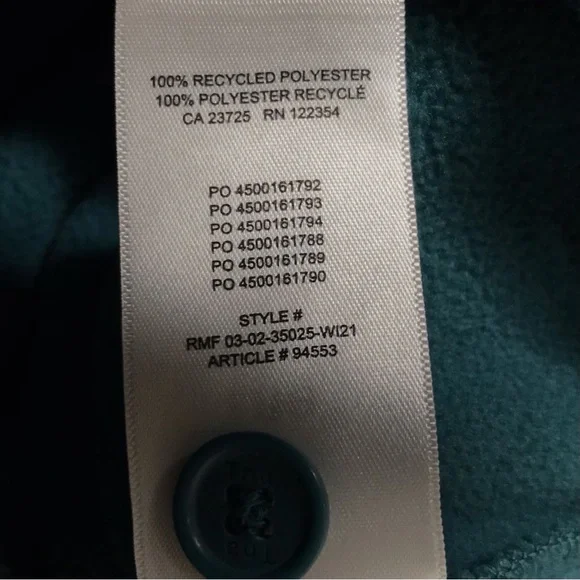 100% RECYCLED POLYESTER
100% POLYESTER RECYCLÉ
CA 23725 RN 122354
PO 4500161792
PO 4500161793
PO 4500161794
PO 4500161788
PO 4500161789
PO 4500161790
STYLE #
RMF 03-02-35025-WI21
ARTICLE # 94553